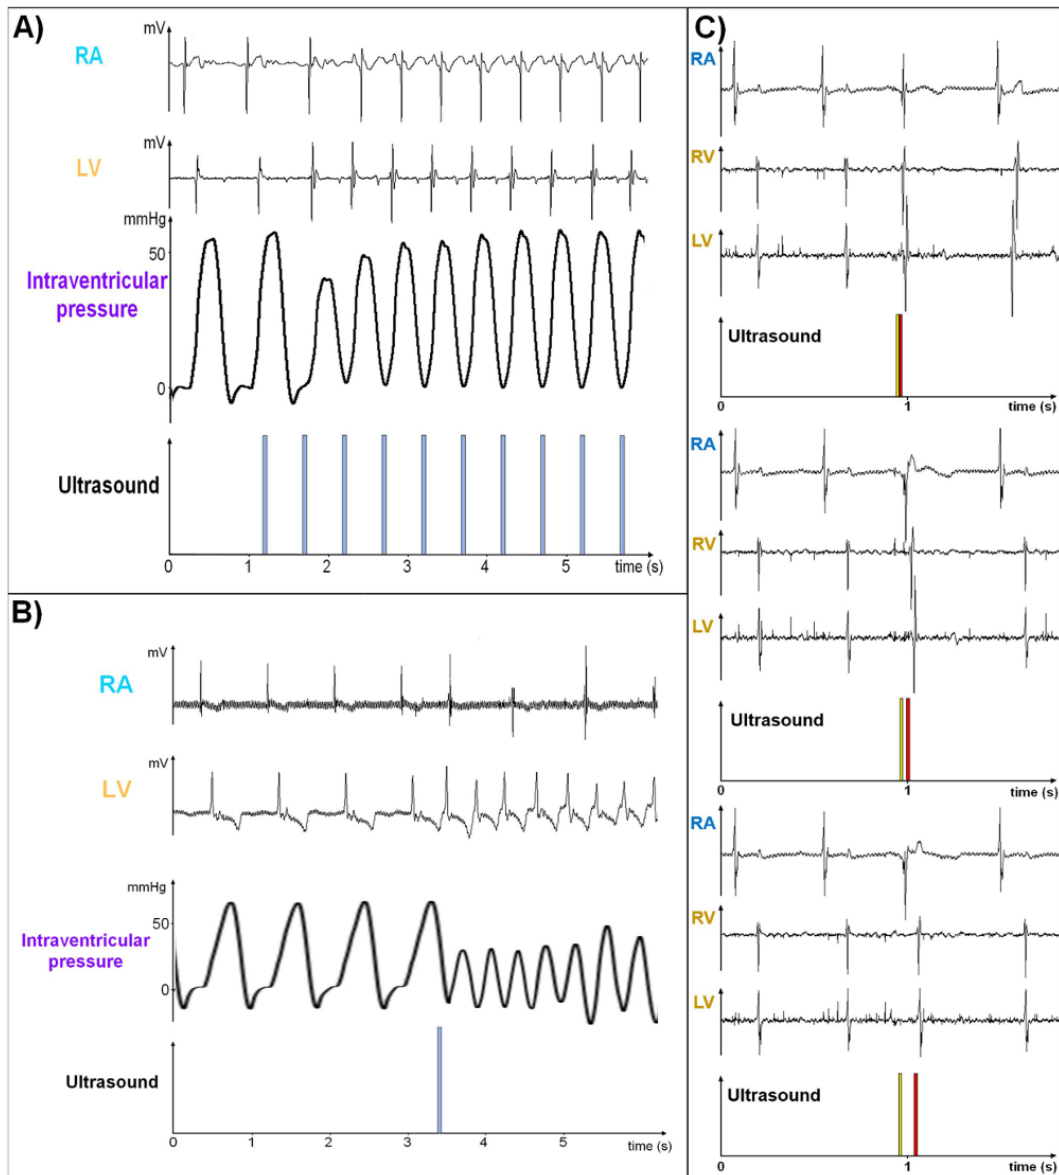 A)
mV
RA
mV
LV
mmHg
50
Intraventricular
pressure
0
Ultrasound
0 1 2 3 4 5 time (s)
B)
mV
RA
mV
LV
mmHg
50
Intraventricular
pressure
0
Ultrasound
0 1 2 3 4 5 time (s)
C)
RA
RV
LV
Ultrasound
0 1 time (s)
RA
RV
LV
Ultrasound
0 1 time (s)
RA
RV
LV
Ultrasound
0 1 time (s)